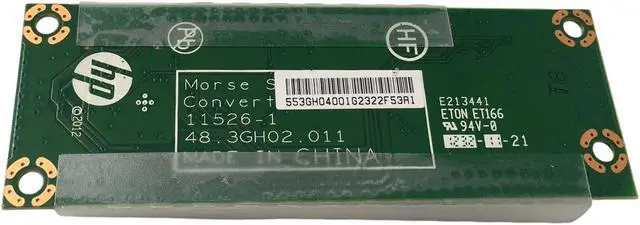 Pb
HF
hp
©2012
Morse S
Convert
11526-1
48.3GH02.011
MADE IN CHINA
553GH04001G2322F53A1
E213441
ETON ET166
94V-0
-21